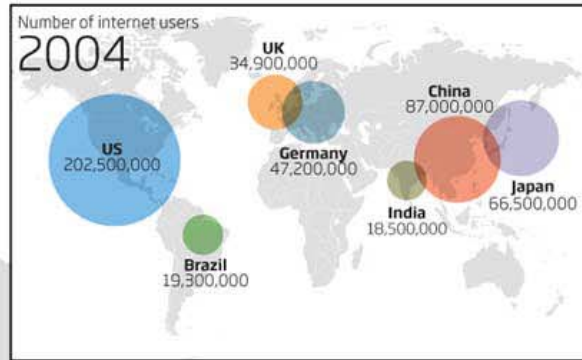 Number of internet users
2004
UK
34,900,000
US
202,500,000
Germany
47,200,000
China
87,000,000
Japan
66,500,000
India
18,500,000
Brazil
19,300,000